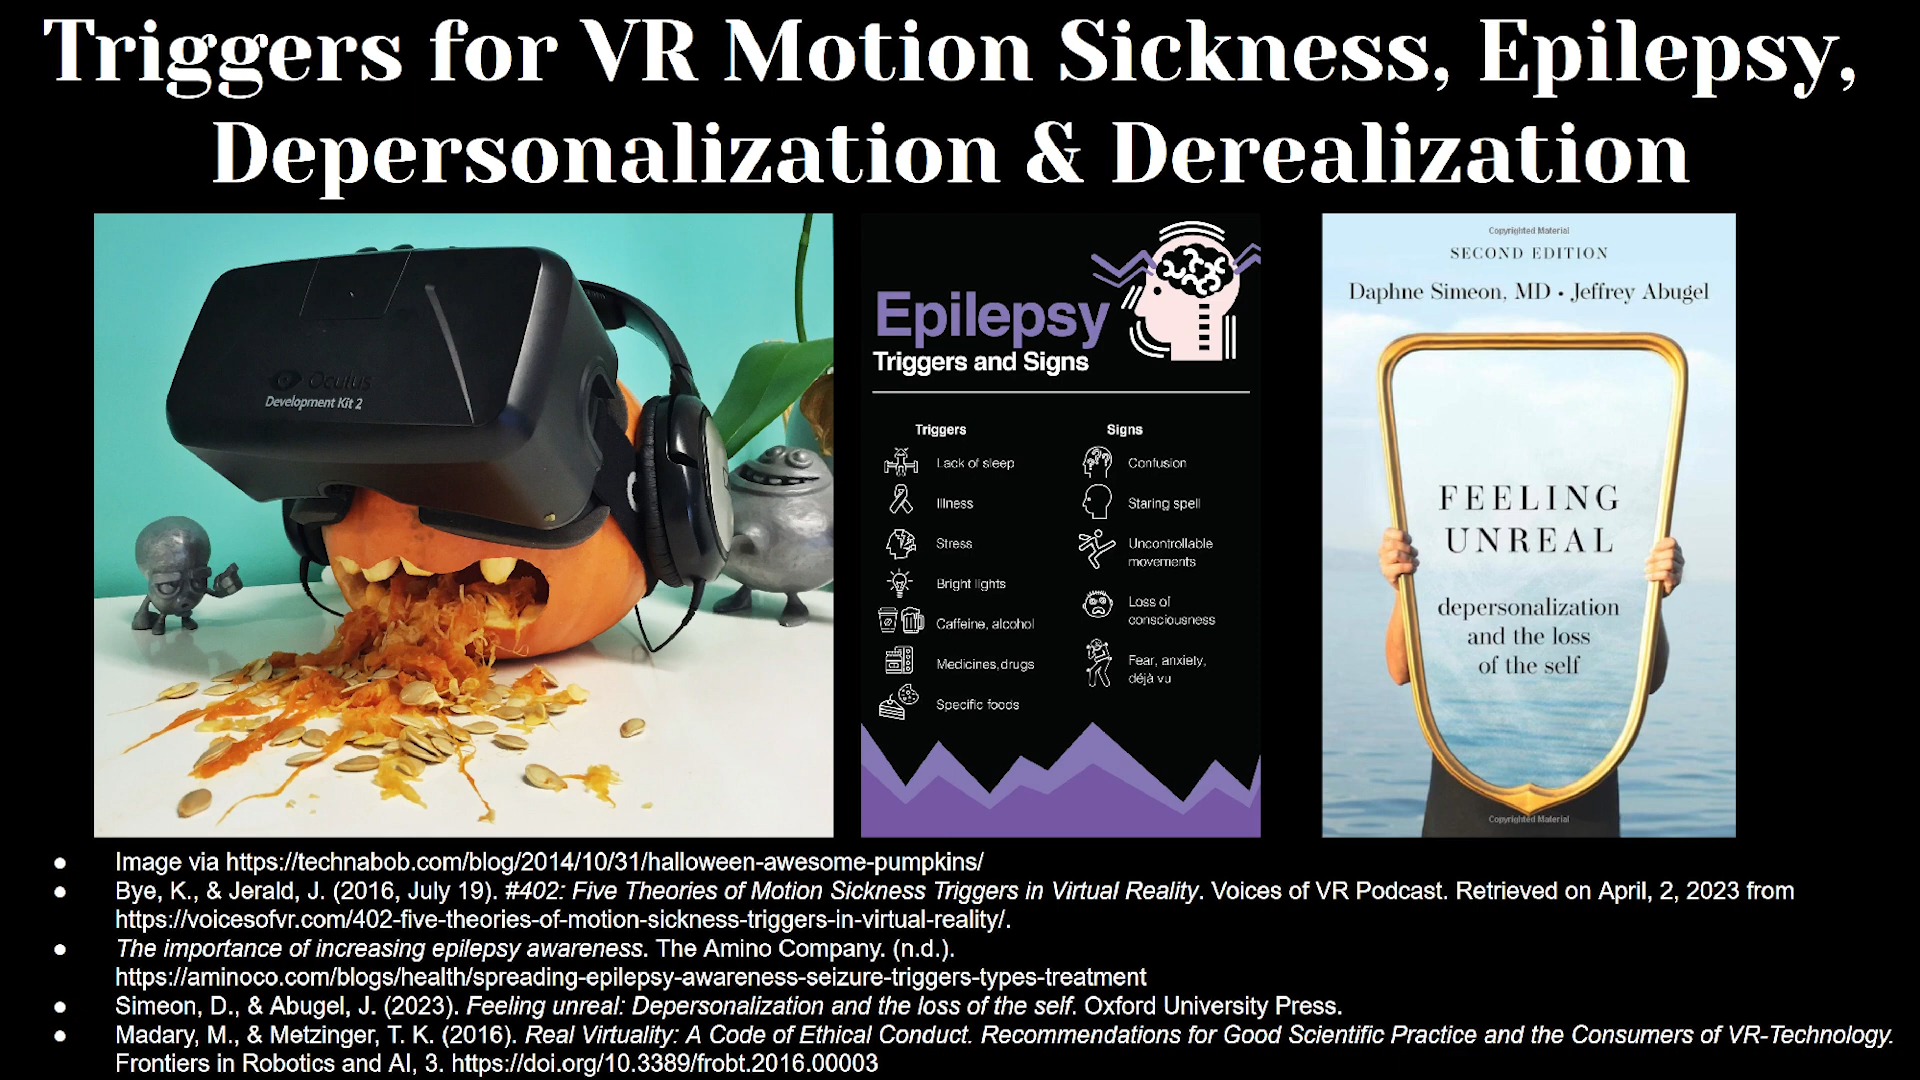 Triggers for VR Motion Sickness, Epilepsy,
Depersonalization & Derealization
Oculus
Development Kit 2
Epilepsy
Triggers and Signs
Triggers
Lack of sleep
Illness
Stress
Bright lights
Caffeine, alcohol
Medicines, drugs
Specific foods
Signs
Confusion
Staring spell
Uncontrollable
movements
Loss of
consciousness
Fear, anxiety,
déjà vu
Copyrighted Material
SECOND EDITION
Daphne Simeon, MD • Jeffrey Abugel
FEELING
UNREAL
depersonalization
and the loss
of the self
Copyrighted Material
● Image via https://technabob.com/blog/2014/10/31/halloween-awesome-pumpkins/
● Bye, K., & Jerald, J. (2016, July 19). #402: Five Theories of Motion Sickness Triggers in Virtual Reality. Voices of VR Podcast. Retrieved on April, 2, 2023 from
https://voicesofvr.com/402-five-theories-of-motion-sickness-triggers-in-virtual-reality/.
● The importance of increasing epilepsy awareness. The Amino Company. (n.d.).
https://aminoco.com/blogs/health/spreading-epilepsy-awareness-seizure-triggers-types-treatment
● Simeon, D., & Abugel, J. (2023). Feeling unreal: Depersonalization and the loss of the self. Oxford University Press.
● Madary, M., & Metzinger, T. K. (2016). Real Virtuality: A Code of Ethical Conduct. Recommendations for Good Scientific Practice and the Consumers of VR-Technology.
Frontiers in Robotics and AI, 3. https://doi.org/10.3389/frobt.2016.00003